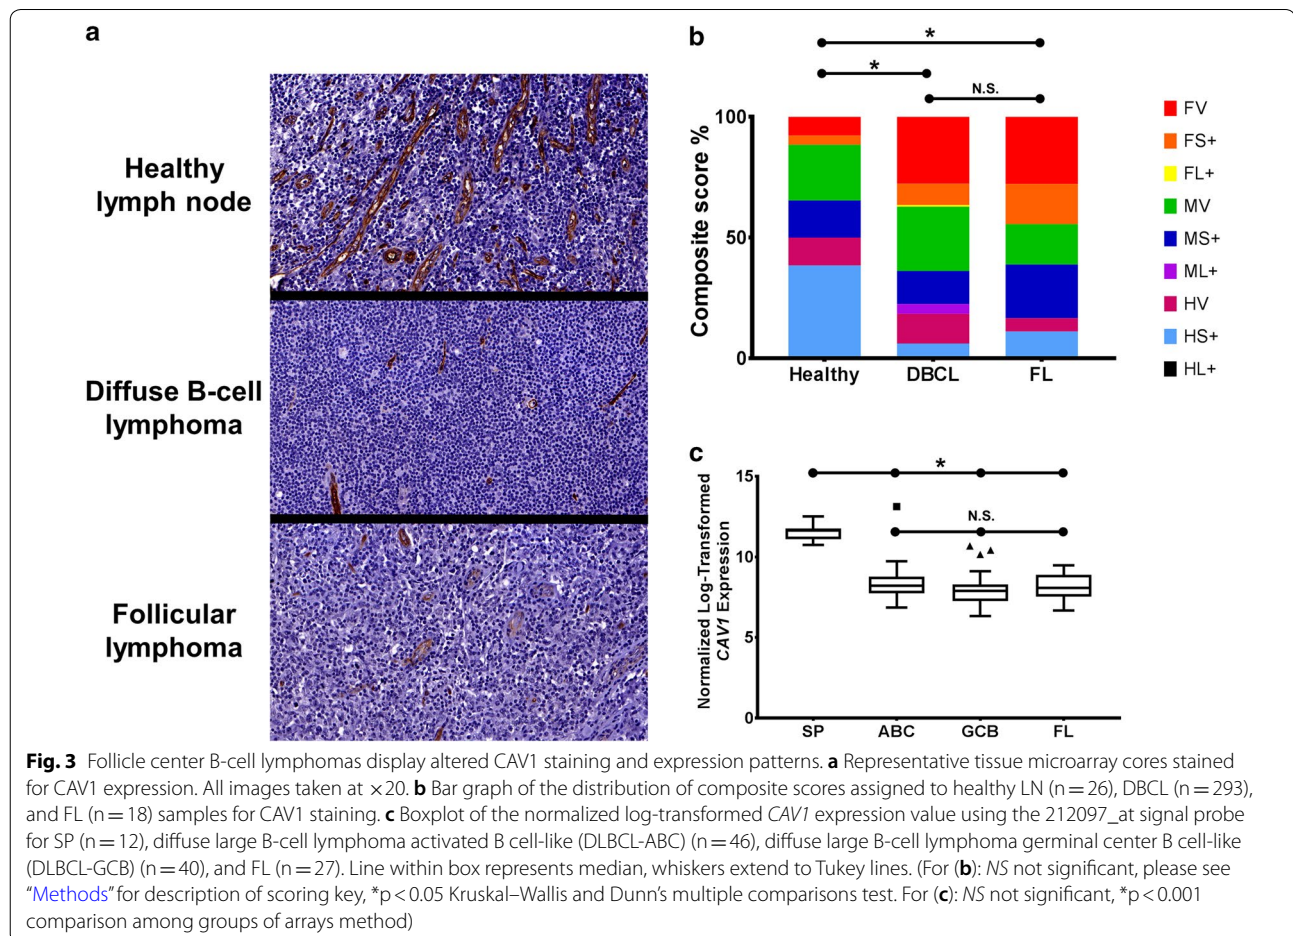 a
Healthy
lymph node
Diffuse B-cell
lymphoma
Follicular
lymphoma
b
*
*
N.S.
Composite score %
100
50
0
Healthy DBCL FL
FV
FS+
FL+
MV
MS+
ML+
HV
HS+
HL+
c
*
N.S.
Normalized Log-Transformed
CAV1 Expression
15
10
5
0
SP ABC GCB FL
Fig. 3 Follicle center B-cell lymphomas display altered CAV1 staining and expression patterns. a Representative tissue microarray cores stained
for CAV1 expression. All images taken at ×20. b Bar graph of the distribution of composite scores assigned to healthy LN (n = 26), DBCL (n = 293),
and FL (n = 18) samples for CAV1 staining. c Boxplot of the normalized log-transformed CAV1 expression value using the 212097_at signal probe
for SP (n = 12), diffuse large B-cell lymphoma activated B cell-like (DLBCL-ABC) (n = 46), diffuse large B-cell lymphoma germinal center B cell-like
(DLBCL-GCB) (n = 40), and FL (n = 27). Line within box represents median, whiskers extend to Tukey lines. (For (b): NS not significant, please see
“Methods” for description of scoring key, *p < 0.05 Kruskal–Wallis and Dunn’s multiple comparisons test. For (c): NS not significant, *p < 0.001
comparison among groups of arrays method)